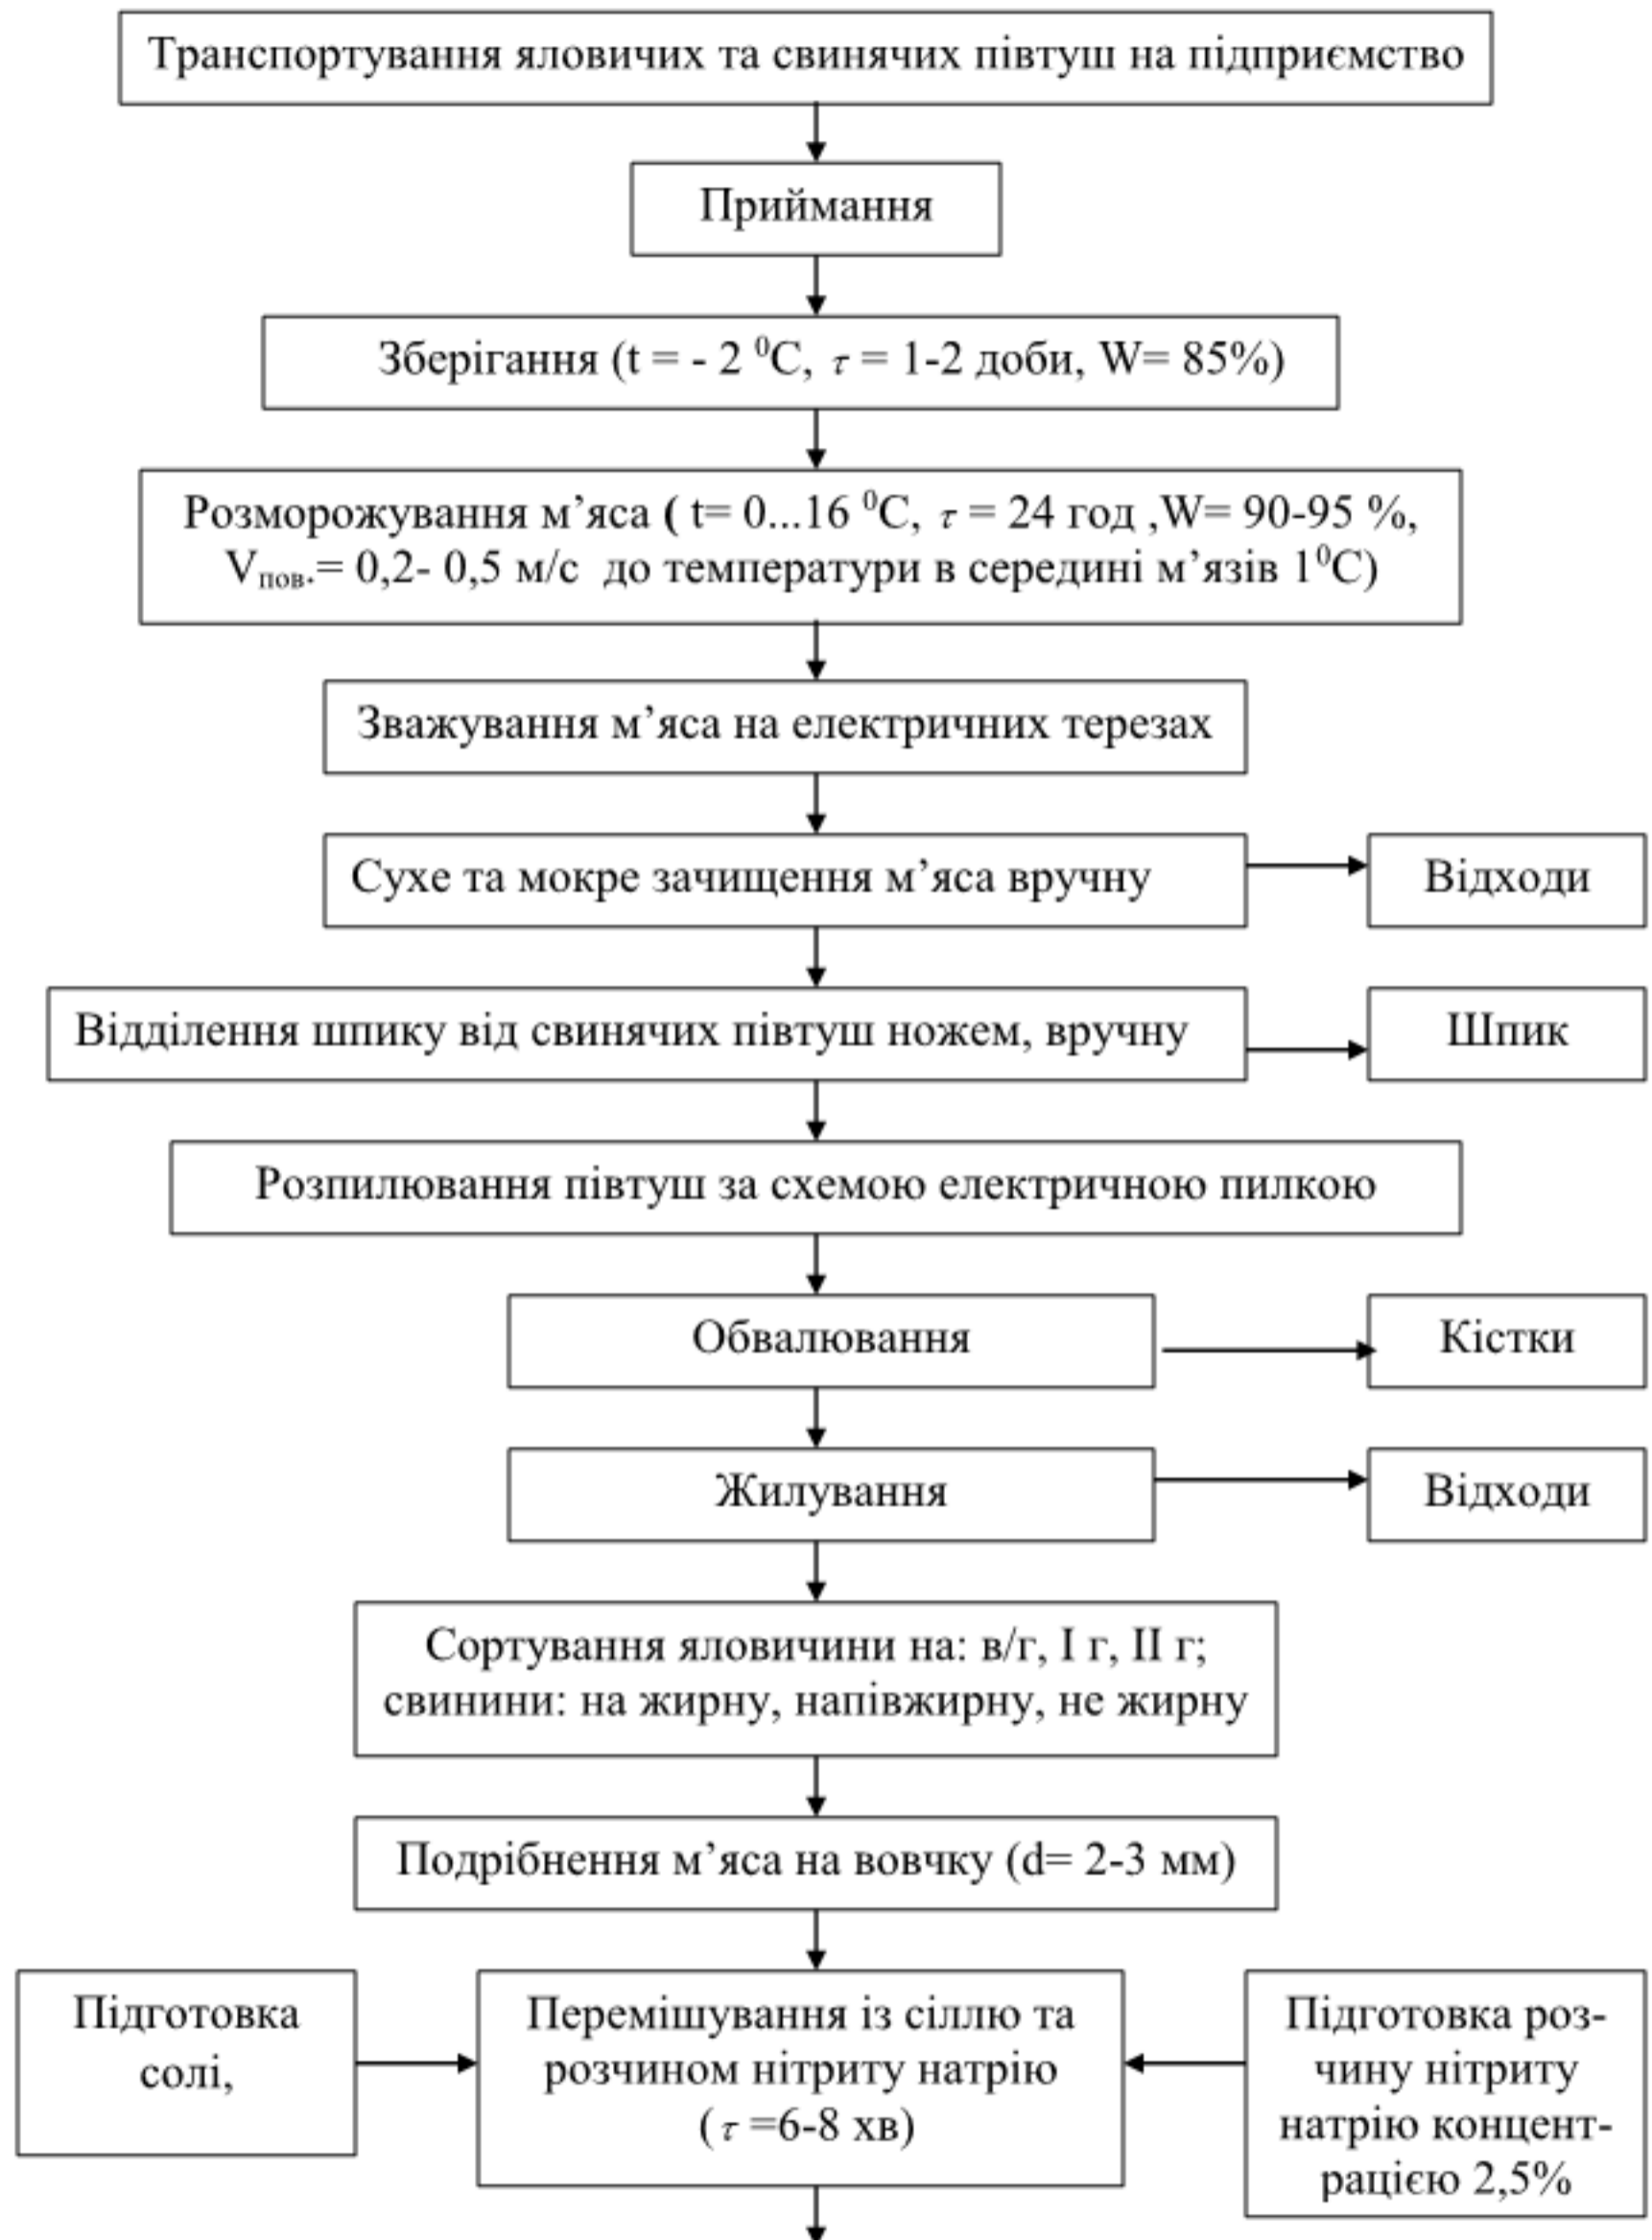 Транспортування яловичих та свинячих півтуш на підприємство
Приймання
Зберігання (t = - 2 ⁰С, τ = 1-2 доби, W= 85%)
Розморожування м’яса ( t= 0...16 ⁰С, τ = 24 год ,W= 90-95 %,
Vпов.= 0,2- 0,5 м/с до температури в середині м’язів 1⁰С)
Зважування м’яса на електричних терезах
Сухе та мокре зачищення м’яса вручну
Відходи
Відділення шпику від свинячих півтуш ножем, вручну
Шпик
Розпилювання півтуш за схемою електричною пилкою
Обвалювання
Кістки
Жилування
Відходи
Сортування яловичини на: в/г, І г, ІІ г;
свинини: на жирну, напівжирну, не жирну
Подрібнення м’яса на вовчку (d= 2-3 мм)
Підготовка
солі,
Перемішування із сіллю та
розчином нітриту натрію
( τ =6-8 хв)
Підготовка роз-
чину нітриту
натрію концент-
рацією 2,5%